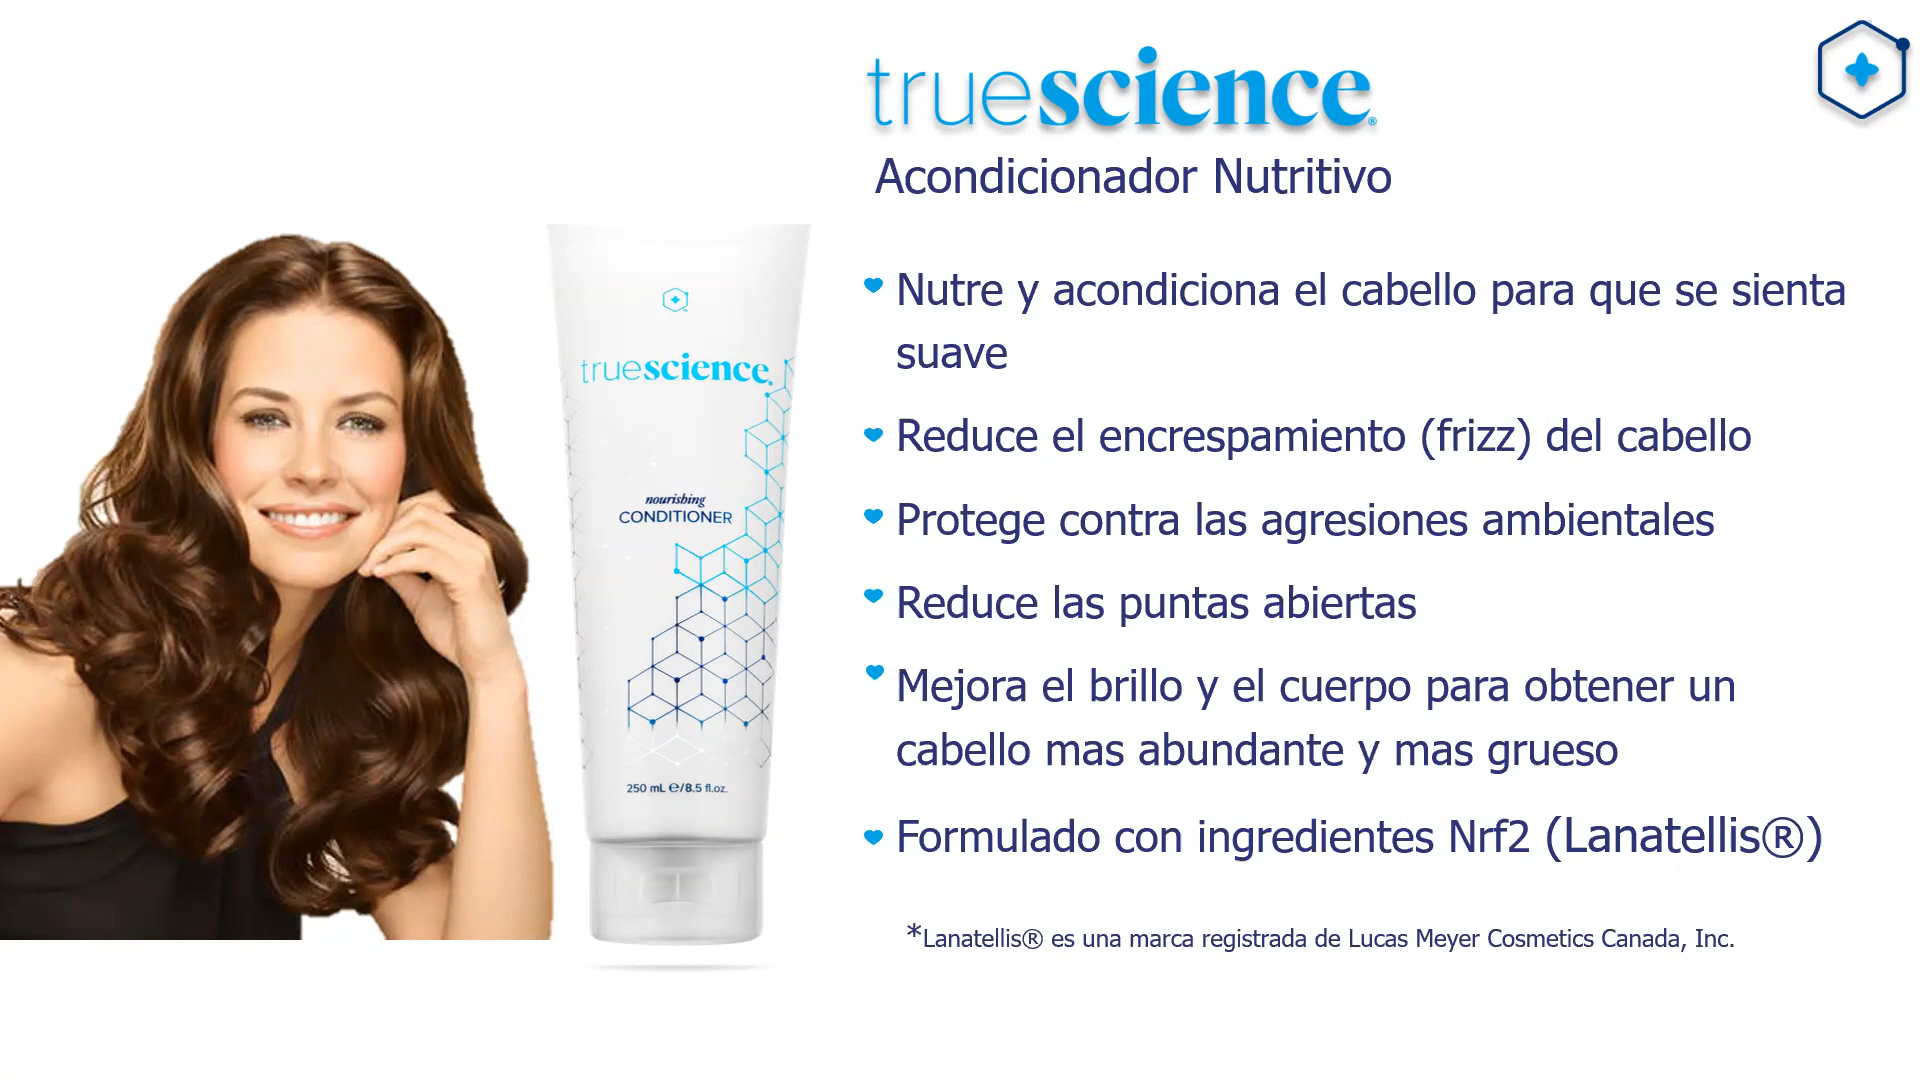 truescience®
Acondicionador Nutritivo
truescience®
nourishing
CONDITIONER
250 mL ℮/8.5 fl.oz.
Nutre y acondiciona el cabello para que se sienta
suave
Reduce el encrespamiento (frizz) del cabello
Protege contra las agresiones ambientales
Reduce las puntas abiertas
Mejora el brillo y el cuerpo para obtener un
cabello mas abundante y mas grueso
Formulado con ingredientes Nrf2 (Lanatellis®)
*Lanatellis® es una marca registrada de Lucas Meyer Cosmetics Canada, Inc.